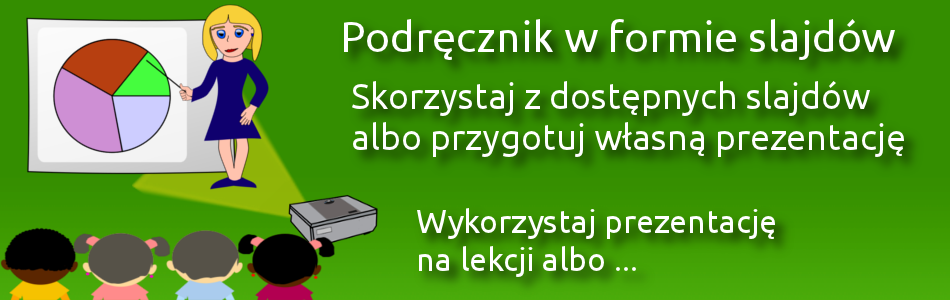 Podręcznik w formie slajdów
Skorzystaj z dostępnych slajdów
albo przygotuj własną prezentację
Wykorzystaj prezentację
na lekcji albo ...